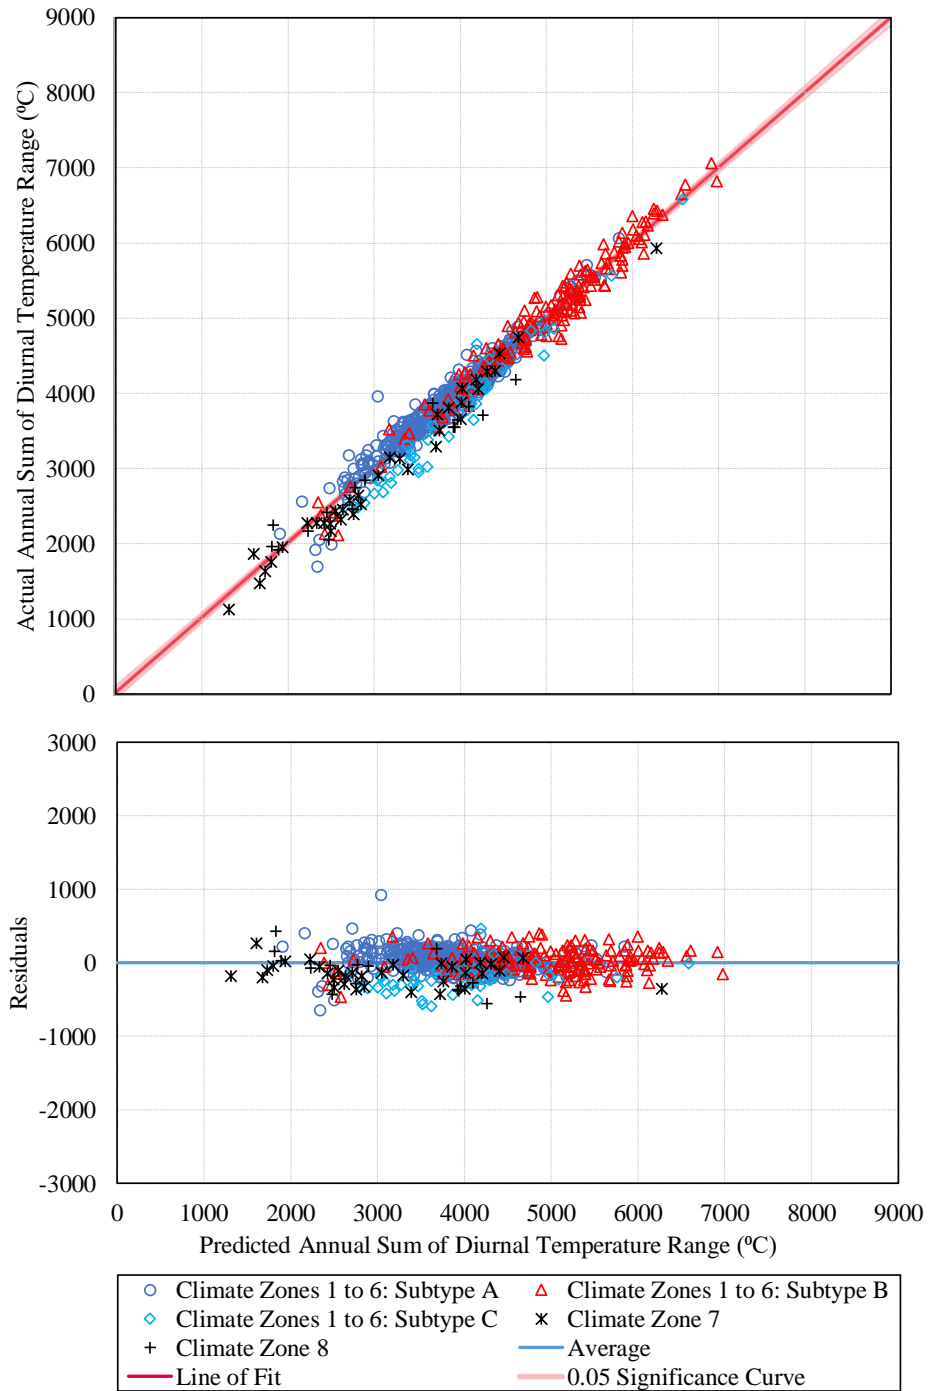 9000
8000
7000
6000
5000
4000
3000
2000
1000
0
Actual Annual Sum of Diurnal Temperature Range (ºC)
3000
2000
1000
0
-1000
-2000
-3000
Residuals
0 1000 2000 3000 4000 5000 6000 7000 8000 9000
Predicted Annual Sum of Diurnal Temperature Range (ºC)
Climate Zones 1 to 6: Subtype A Climate Zones 1 to 6: Subtype B
Climate Zones 1 to 6: Subtype C Climate Zone 7
Climate Zone 8 Average
Line of Fit 0.05 Significance Curve